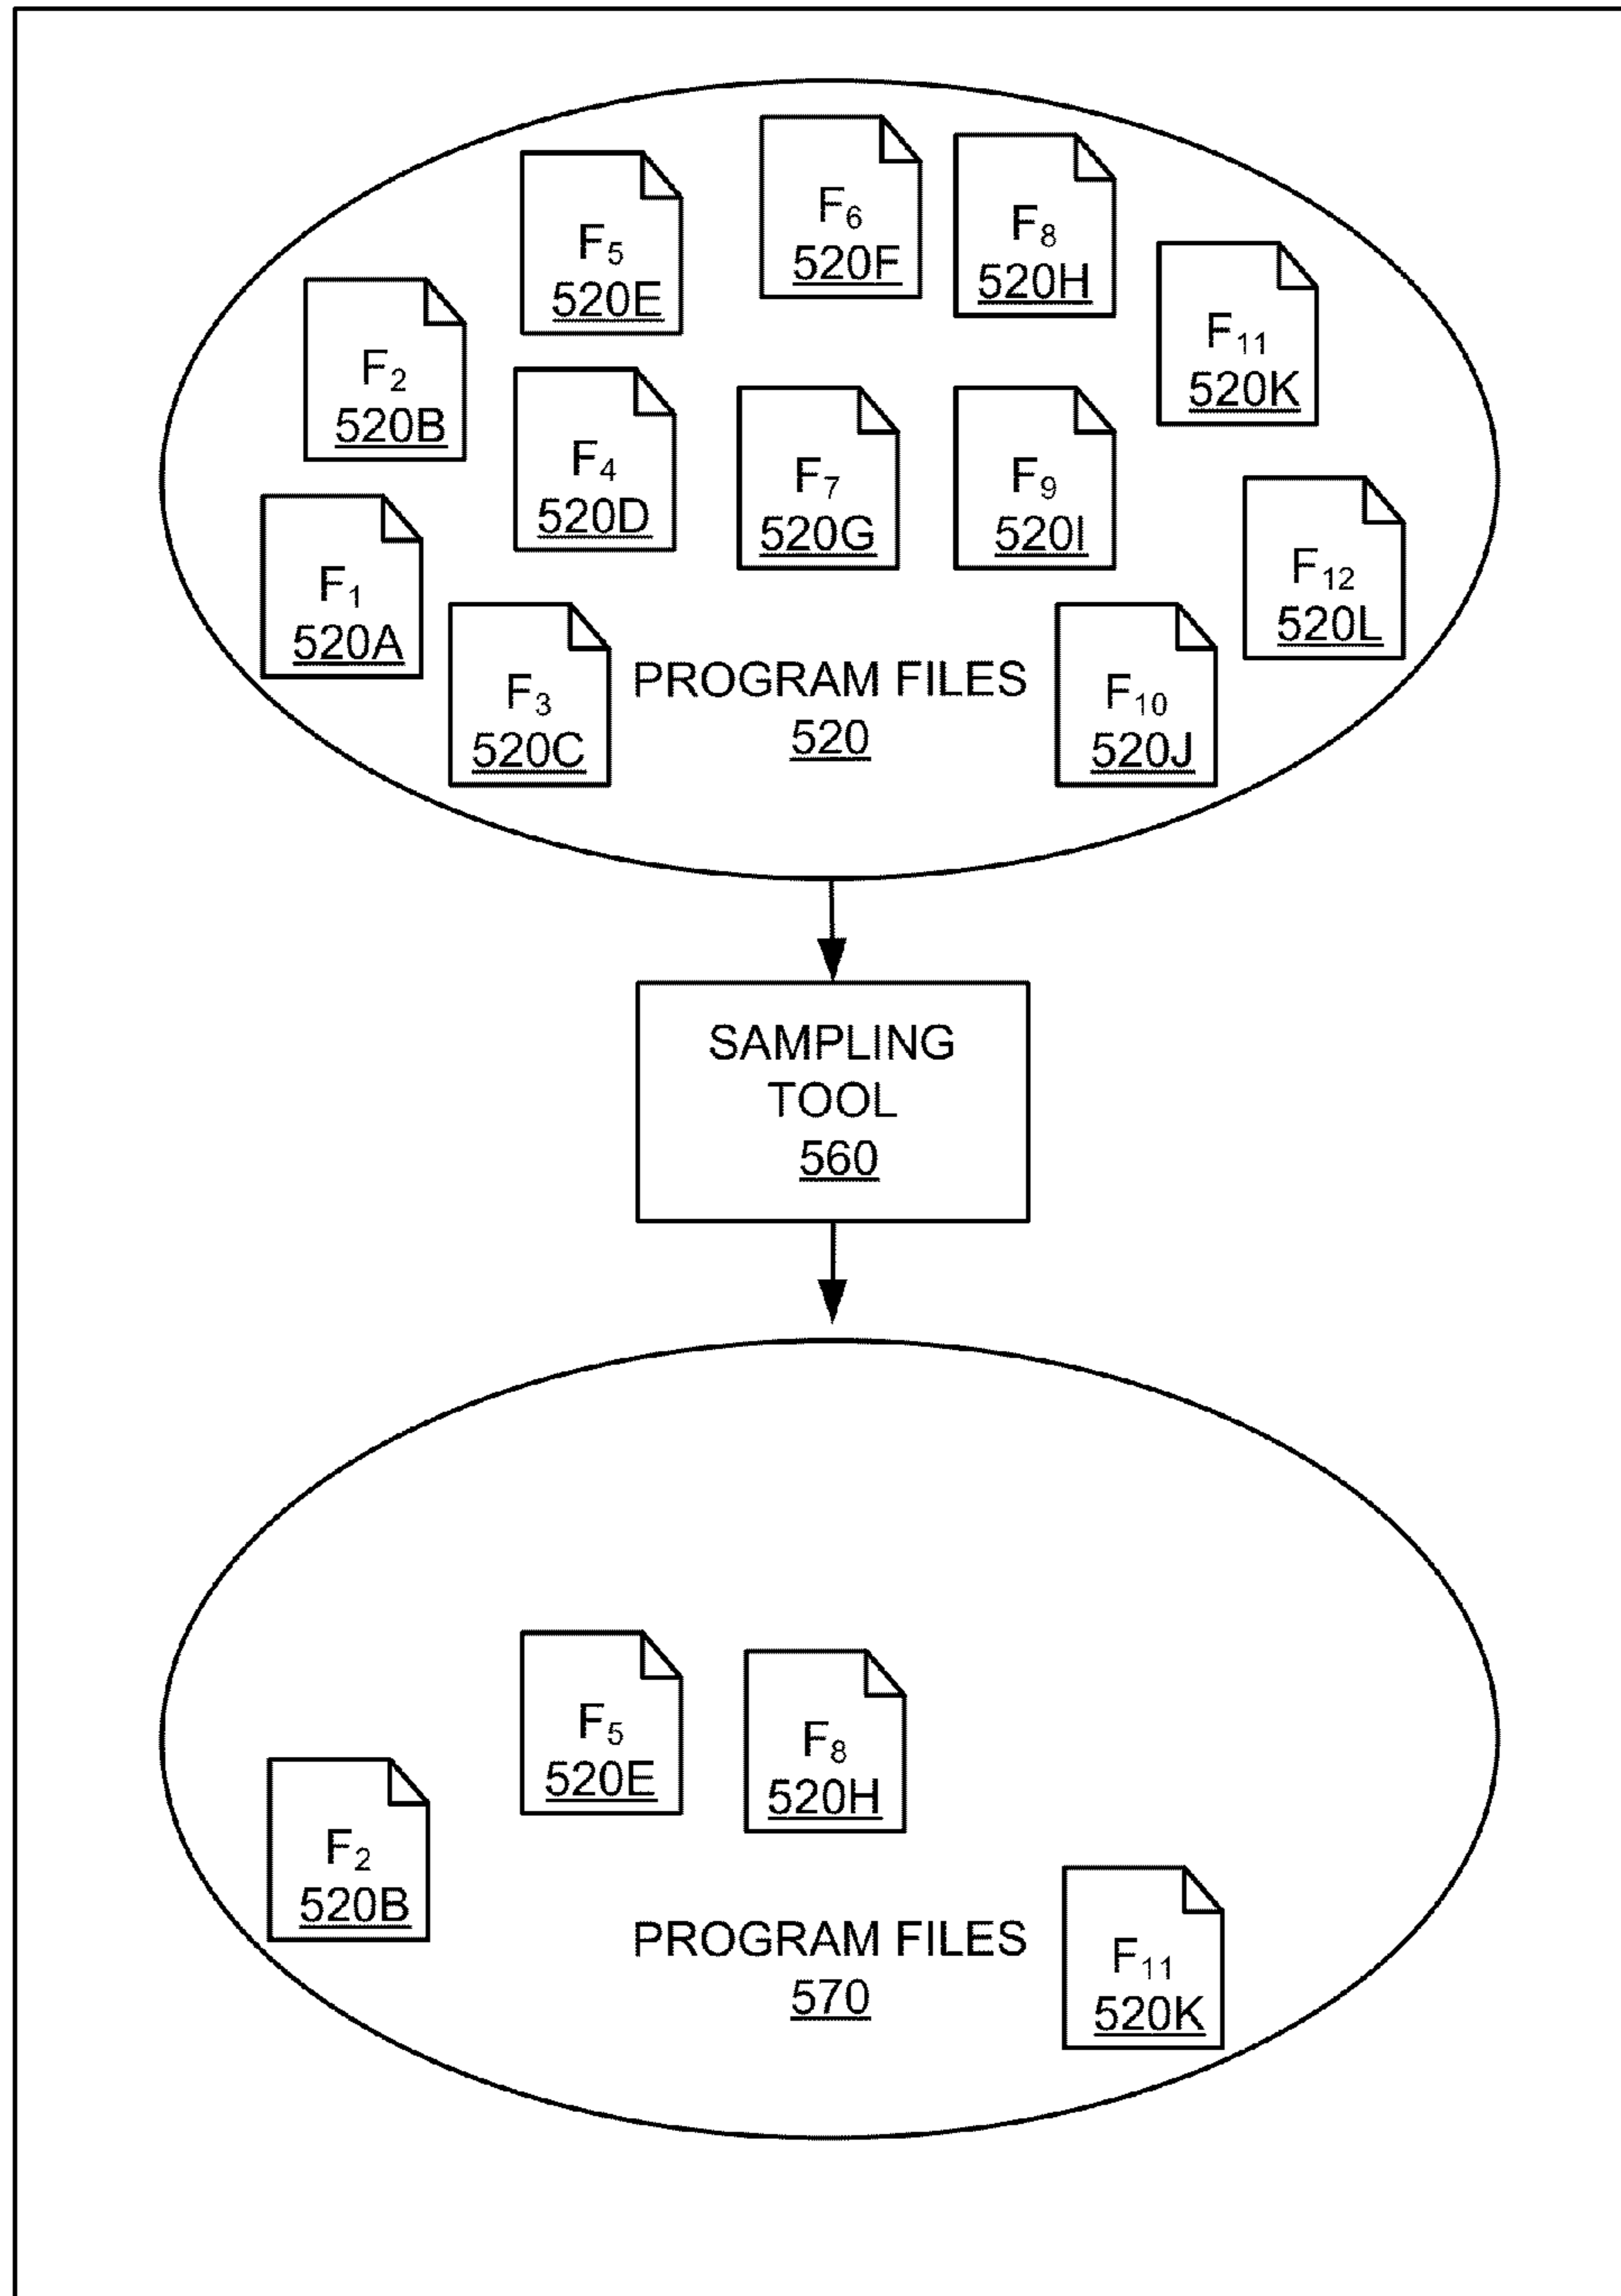 F5
520E
F6
520F
F8
520H
F11
520K
F2
520B
F4
520D
F7
520G
F9
520I
F12
520L
F1
520A
F3
520C
PROGRAM FILES
520
F10
520J
SAMPLING
TOOL
560
F5
520E
F8
520H
F2
520B
PROGRAM FILES
570
F11
520K